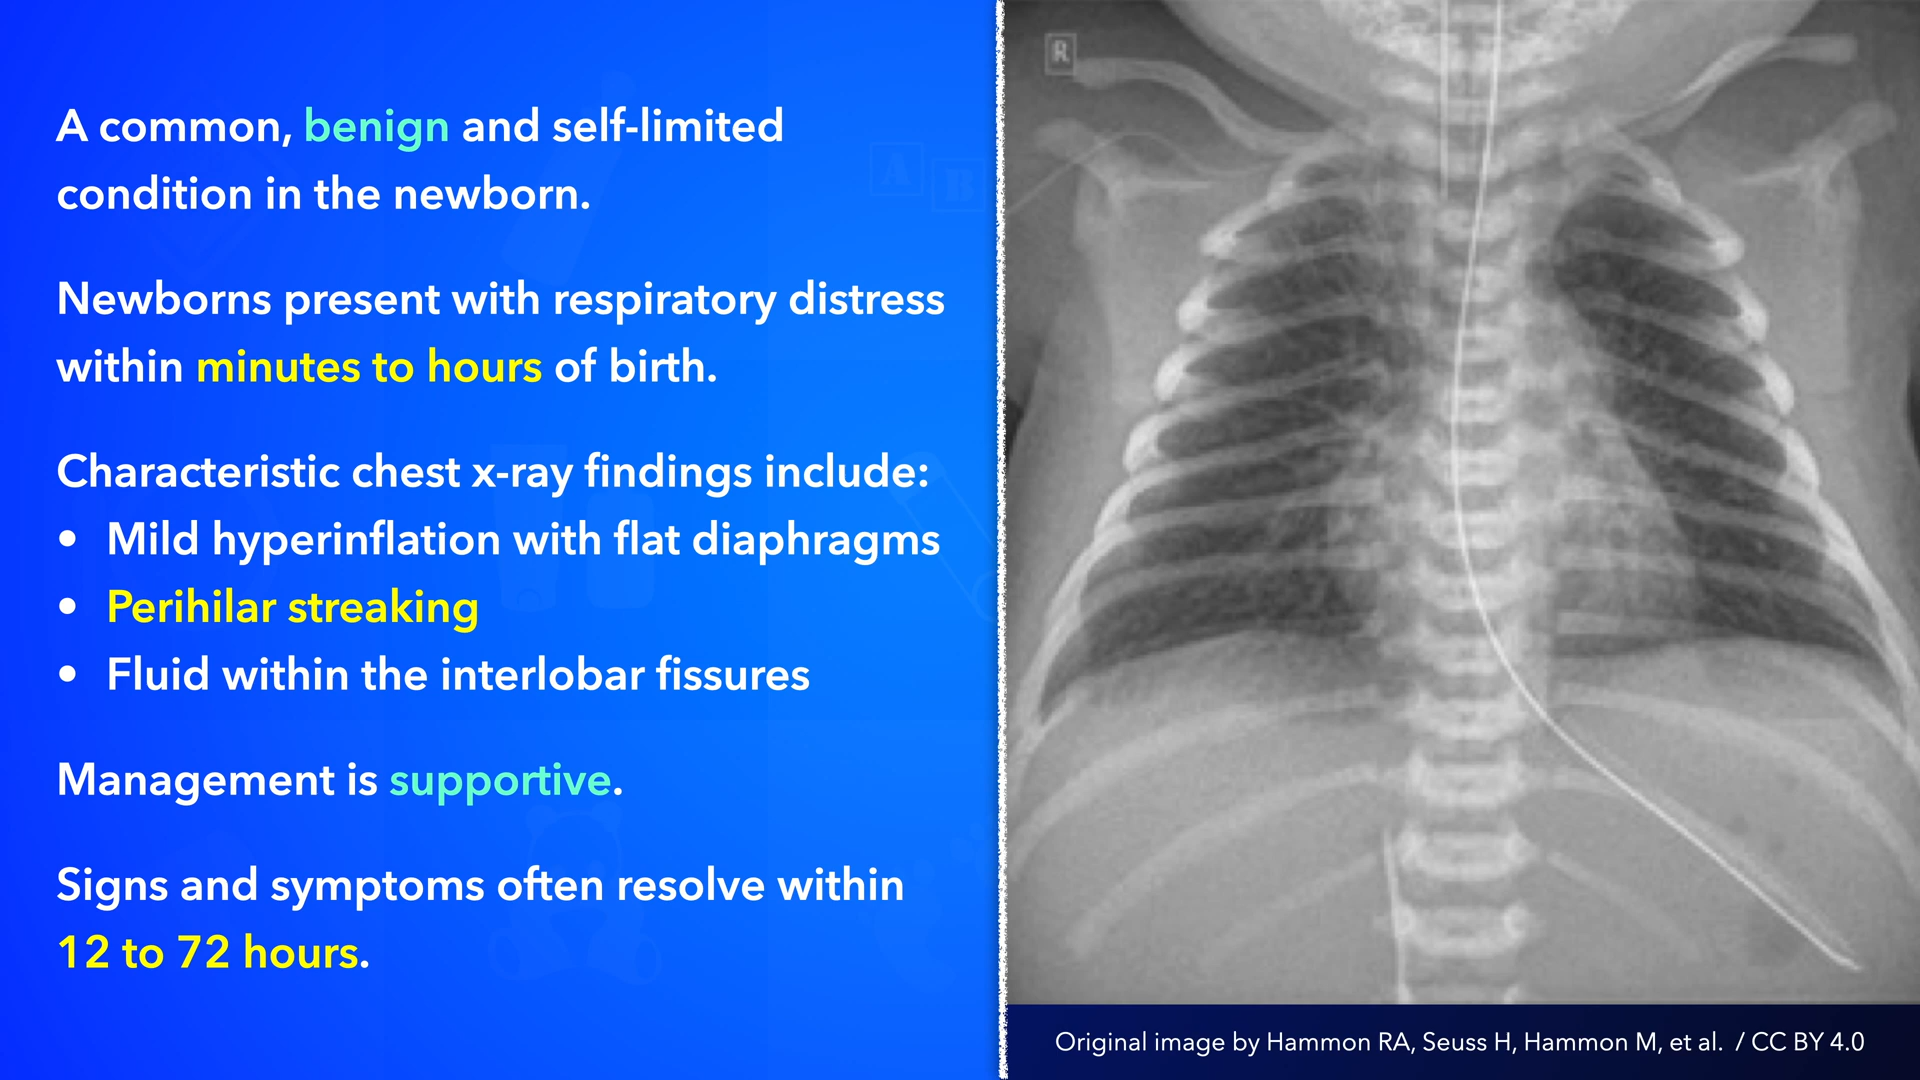 A common, benign and self-limited
condition in the newborn.
Newborns present with respiratory distress
within minutes to hours of birth.
Characteristic chest x-ray findings include:
• Mild hyperinflation with flat diaphragms
• Perihilar streaking
• Fluid within the interlobar fissures
Management is supportive.
Signs and symptoms often resolve within
12 to 72 hours.
A B
R
Original image by Hammon RA, Seuss H, Hammon M, et al. / CC BY 4.0